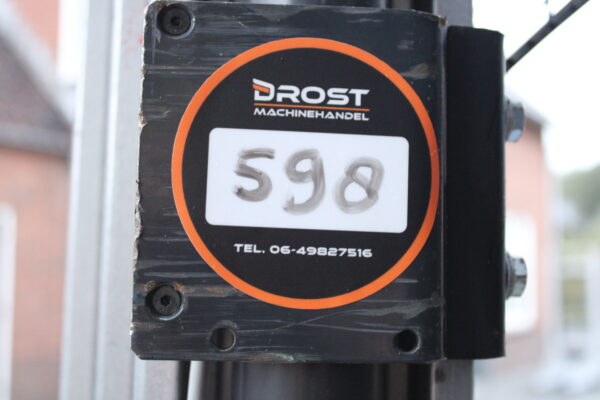 DROST
MACHINEHANDEL
598
TEL. 06-49827516